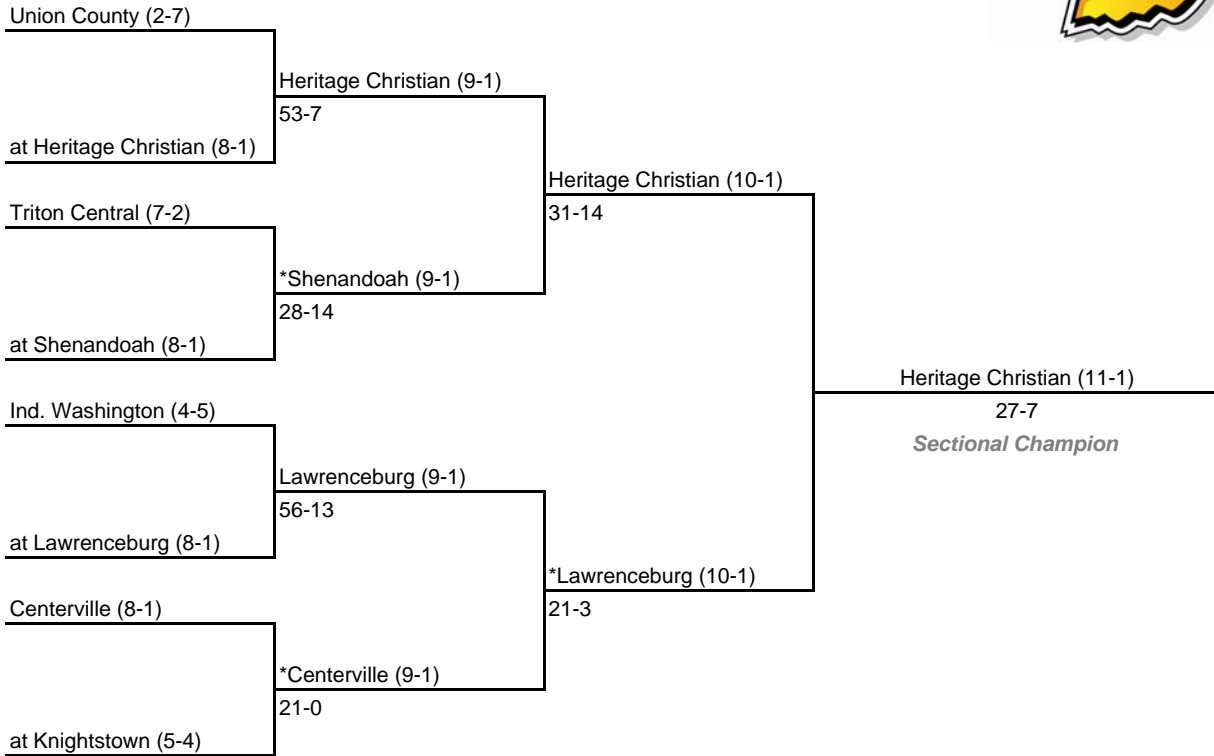 Union County (2-7)
Heritage Christian (9-1)
53-7
at Heritage Christian (8-1)
Heritage Christian (10-1)
31-14
Triton Central (7-2)
*Shenandoah (9-1)
28-14
at Shenandoah (8-1)
Heritage Christian (11-1)
27-7
Sectional Champion
Ind. Washington (4-5)
Lawrenceburg (9-1)
56-13
at Lawrenceburg (8-1)
*Lawrenceburg (10-1)
21-3
Centerville (8-1)
*Centerville (9-1)
21-0
at Knightstown (5-4)